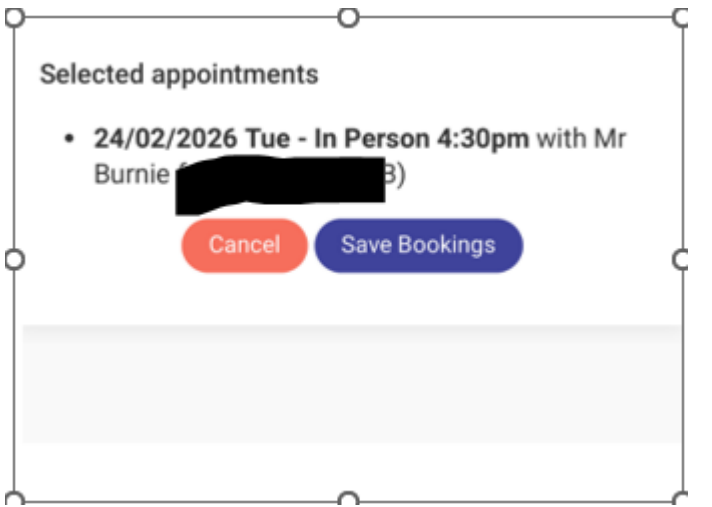 Selected appointments
• 24/02/2026 Tue - In Person 4:30pm with Mr
Burnie B)
Cancel Save Bookings